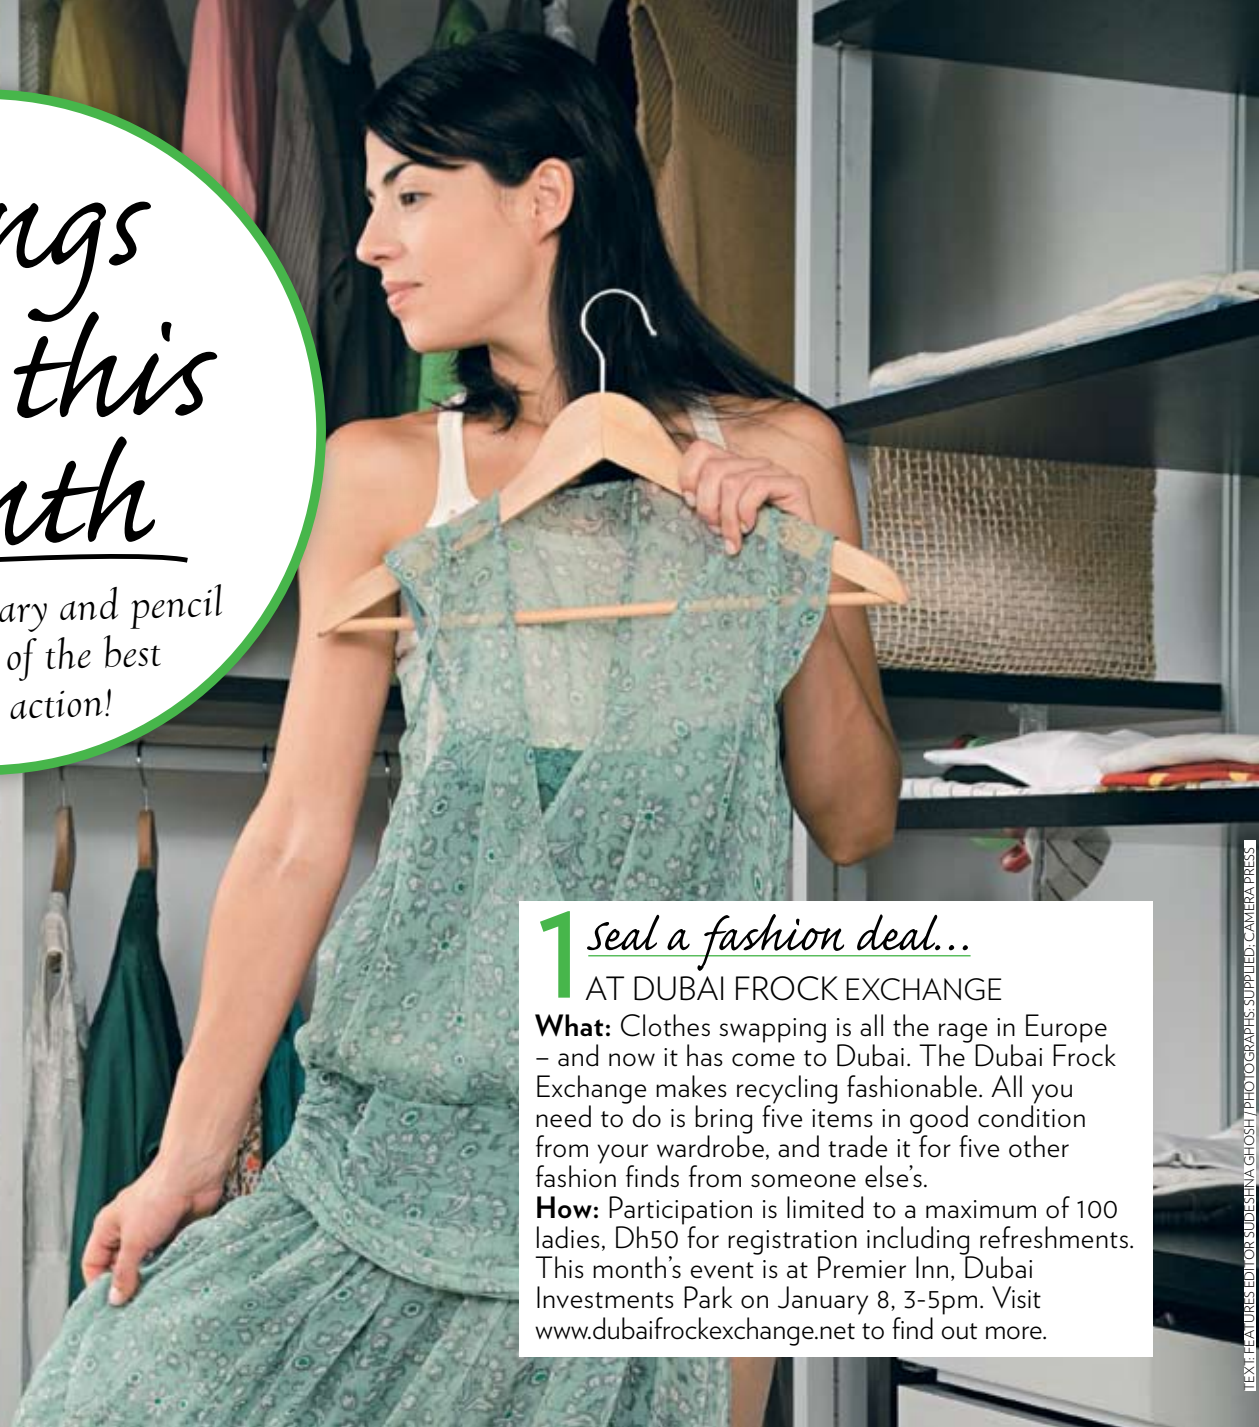 this
ary and pencil
of the best
action!
1 Seal a fashion deal...
AT DUBAI FROCK EXCHANGE
What: Clothes swapping is all the rage in Europe
– and now it has come to Dubai. The Dubai Frock
Exchange makes recycling fashionable. All you
need to do is bring five items in good condition
from your wardrobe, and trade it for five other
fashion finds from someone else's.
How: Participation is limited to a maximum of 100
ladies, Dh50 for registration including refreshments.
This month's event is at Premier Inn, Dubai
Investments Park on January 8, 3-5pm. Visit
www.dubaifrockexchange.net to find out more.
TEXT: FEATURES EDITOR SUDESHNA GHOSH / PHOTOGRAPHS: SUPPLIED; CAMERA PRESS